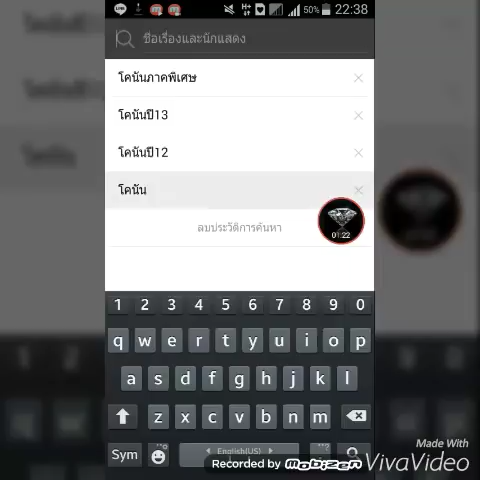 50% 22:38
ชื่อเรื่องและนักแสดง
โคนันภาคพิเศษ
โคนันปี13
โคนันปี12
โคนัน
ลบประวัติการค้นหา
01:22
1 2 3 4 5 6 7 8 9 0
q w e r t y u i o p
a s d f g h j k l
z x c v b n m
Sym English(US)
Recorded by mobizen
Made With
VivaVideo